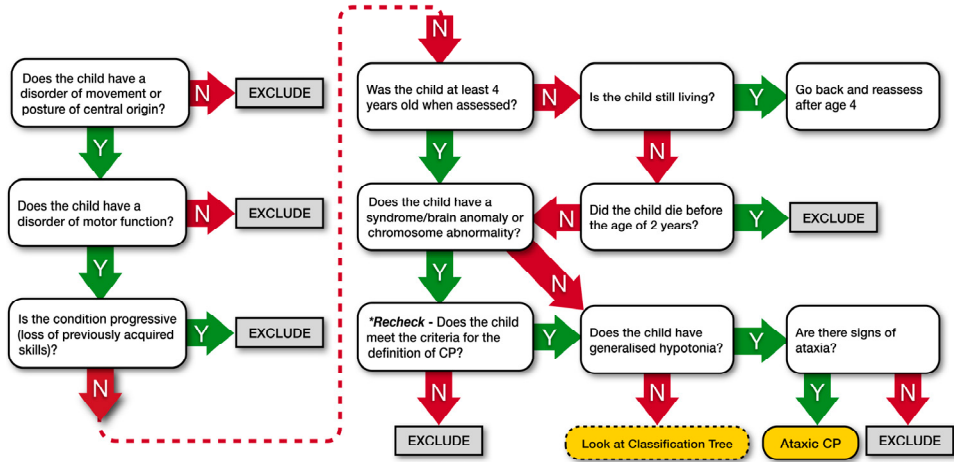 Does the child have a
disorder of movement or
posture of central origin?
N
EXCLUDE
Y
Does the child have a
disorder of motor function?
N
EXCLUDE
Y
Is the condition progressive
(loss of previously acquired
skills)?
Y
EXCLUDE
N
N
Was the child at least 4
years old when assessed?
N
Is the child still living?
Y
Go back and reassess
after age 4
Y
N
Does the child have a
syndrome/brain anomaly or
chromosome abnormality?
N
Did the child die before
the age of 2 years?
Y
EXCLUDE
Y
N
*Recheck - Does the child
meet the criteria for the
definition of CP?
Y
Does the child have
generalised hypotonia?
Y
Are there signs of
ataxia?
N
N
Y
N
EXCLUDE
Look at Classification Tree
Ataxic CP
EXCLUDE